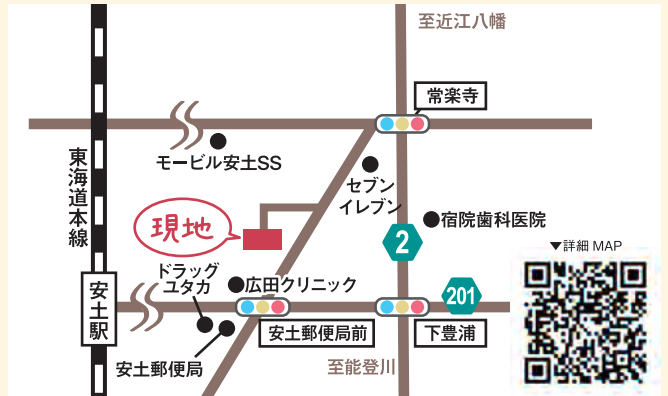 至近江八幡
常楽寺
東海道本線
モービル安土SS
セブン
イレブン
現地
宿院歯科医院
2
▼詳細 MAP
ドラッグ
ユタカ
広田クリニック
201
安土駅
安土郵便局前
下豊浦
安土郵便局
至能登川